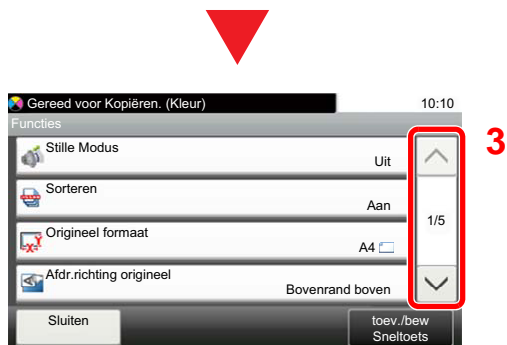 Gereed voor Kopiëren. (Kleur) 10:10
Functies
Stille Modus
Uit
3
Sorteren
Aan
1/5
Origineel formaat
A4
Afdr.richting origineel
Bovenrand boven
Sluiten
toev./bew
Sneltoets